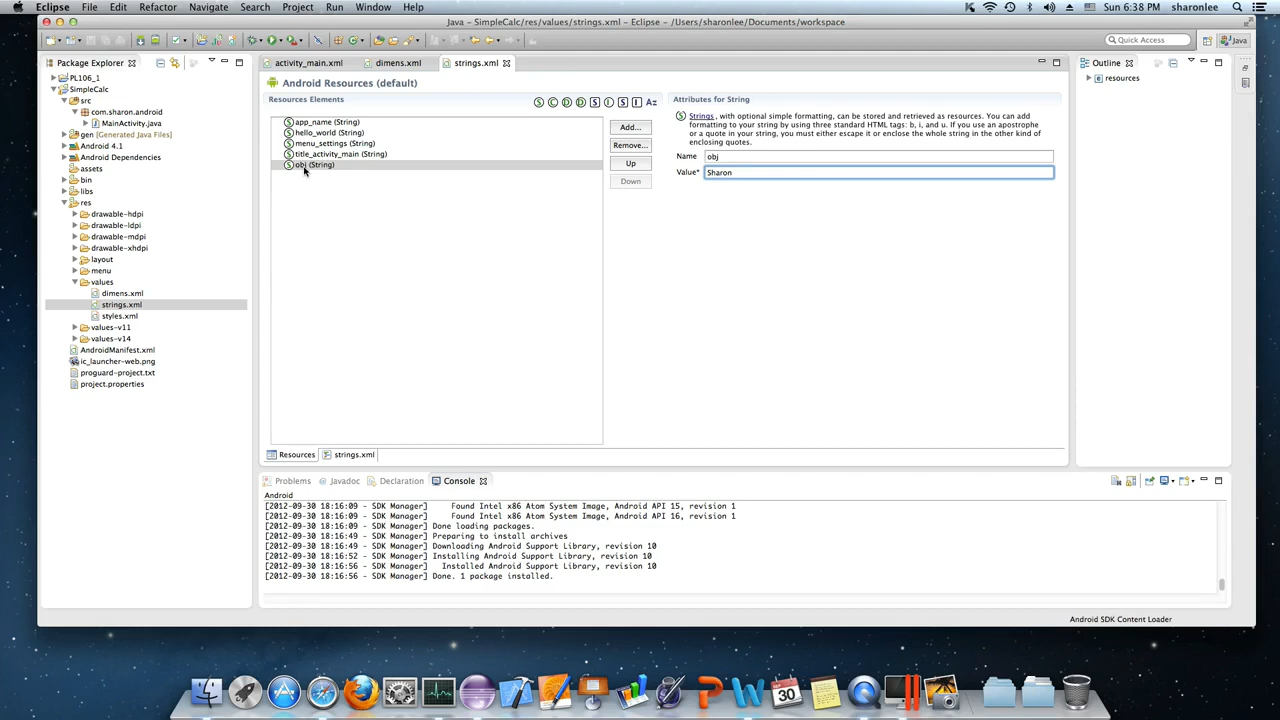 Eclipse File Edit Source Refactor Navigate Search Project Run Window Help
Sun 6:38 PM sharonlee
Java - SimpleCalc/res/values/strings.xml - Eclipse - /Users/sharonlee/Documents/workspace
Quick Access
Java
Package Explorer
PL106_1
SimpleCalc
src
com.sharon.android
MainActivity.java
gen [Generated Java Files]
Android 4.1
Android Dependencies
assets
bin
libs
res
drawable-hdpi
drawable-ldpi
drawable-mdpi
drawable-xhdpi
layout
menu
values
dimens.xml
strings.xml
styles.xml
values-v11
values-v14
AndroidManifest.xml
ic_launcher-web.png
proguard-project.txt
project.properties
activity_main.xml dimens.xml strings.xml
Android Resources (default)
Resources Elements
S C D D S I S I Az
S app_name (String)
S hello_world (String)
S menu_settings (String)
S title_activity_main (String)
S obj (String)
Add...
Remove...
Up
Down
Attributes for String
S Strings, with optional simple formatting, can be stored and retrieved as resources. You can
formatting to your string by using three standard HTML tags: b, i, and u. If you use an apostrophe
or a quote in your string, you must either escape it or enclose the whole string in the other kind of
enclosing quotes.
Name obj
Value* Sharon
Resources strings.xml
Outline
resources
Problems Javadoc Declaration Console
Android
[2012-09-30 18:16:09 - SDK Manager] Found Intel x86 Atom System Image, Android API 15, revision 1
[2012-09-30 18:16:09 - SDK Manager] Found Intel x86 Atom System Image, Android API 16, revision 1
[2012-09-30 18:16:09 - SDK Manager] Done loading packages.
[2012-09-30 18:16:49 - SDK Manager] Preparing to install archives
[2012-09-30 18:16:49 - SDK Manager] Downloading Android Support Library, revision 10
[2012-09-30 18:16:52 - SDK Manager] Installing Android Support Library, revision 10
[2012-09-30 18:16:56 - SDK Manager] Installed Android Support Library, revision 10
[2012-09-30 18:16:56 - SDK Manager] Done. 1 package installed.
Android SDK Content Loader
30